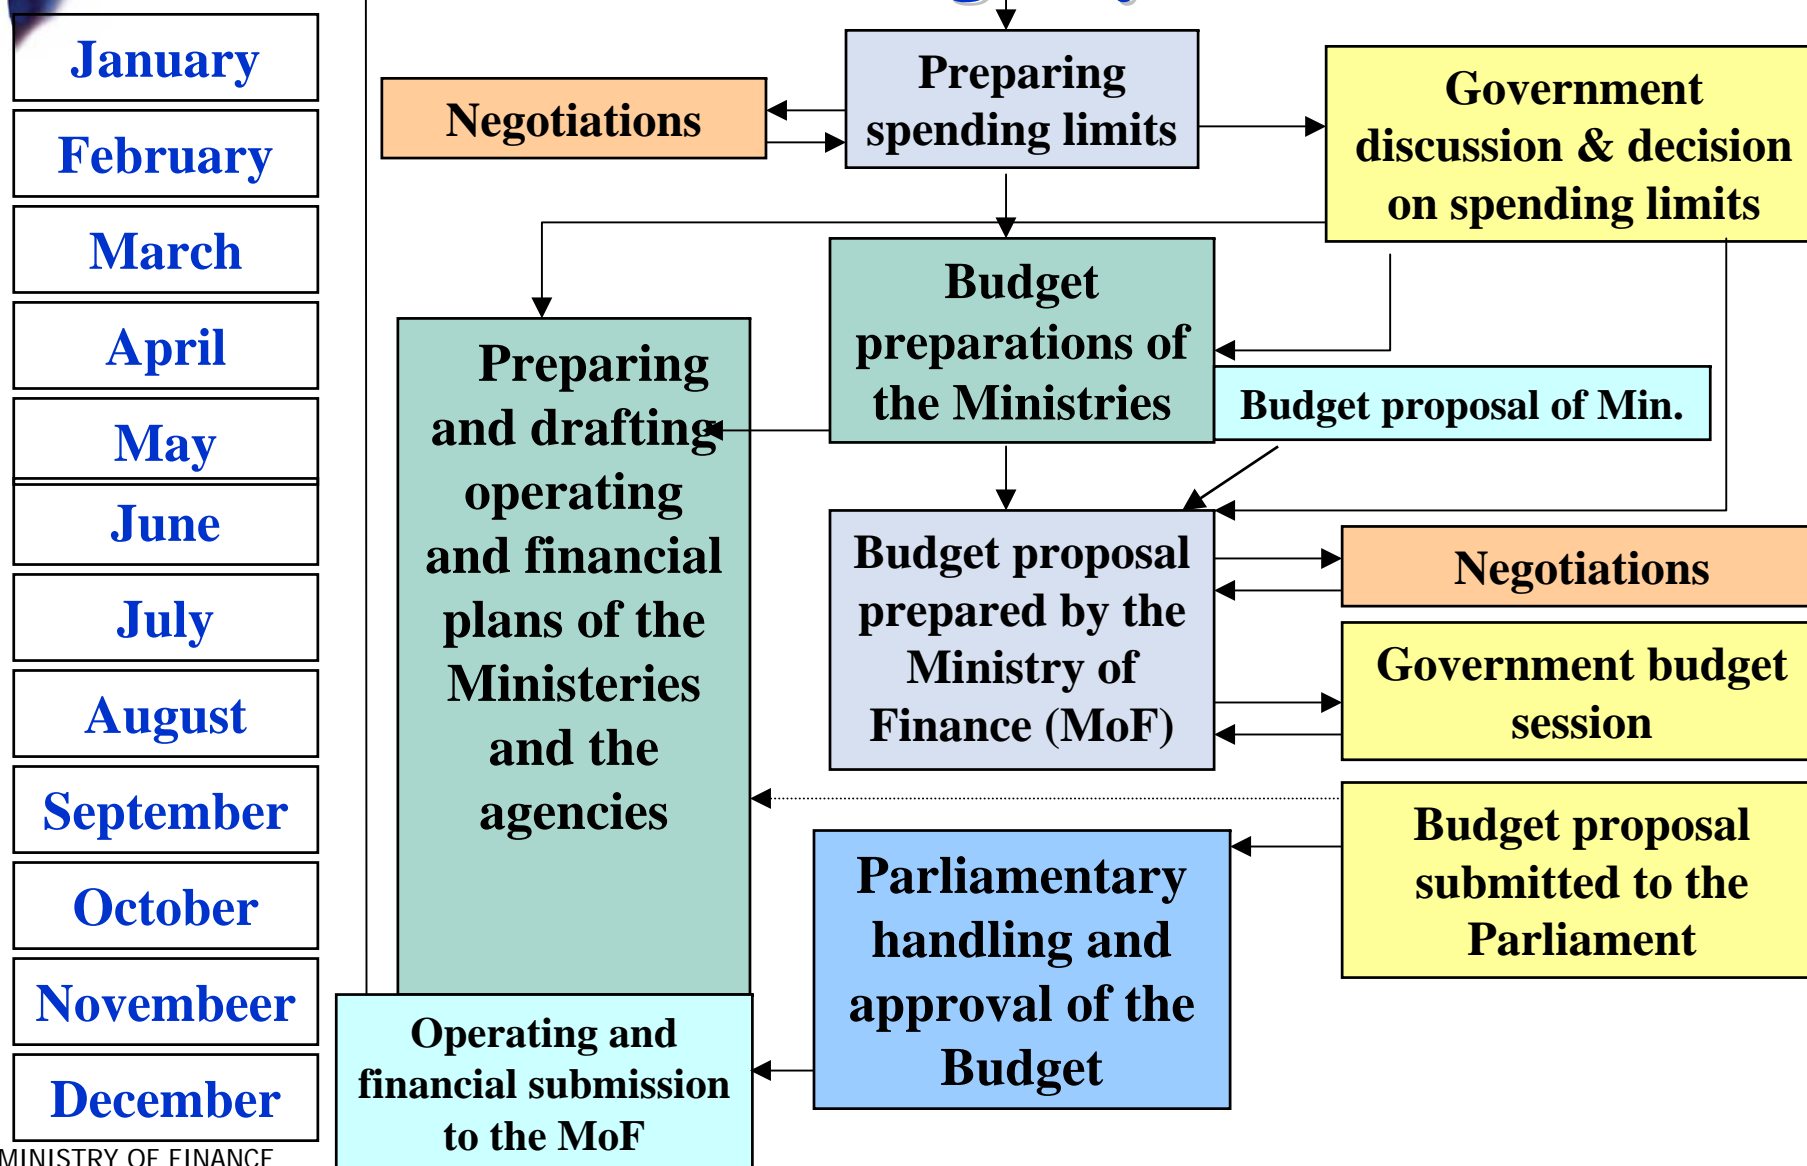 January
February
March
April
May
June
July
August
September
October
Novembeer
December
MINISTRY OF FINANCE
Negotiations
Preparing
spending limits
Government
discussion & decision
on spending limits
Budget
preparations of
the Ministries
Budget proposal of Min.
Preparing
and drafting
operating
and financial
plans of the
Ministeries
and the
agencies
Budget proposal
prepared by the
Ministry of
Finance (MoF)
Negotiations
Government budget
session
Budget proposal
submitted to the
Parliament
Parliamentary
handling and
approval of the
Budget
Operating and
financial submission
to the MoF